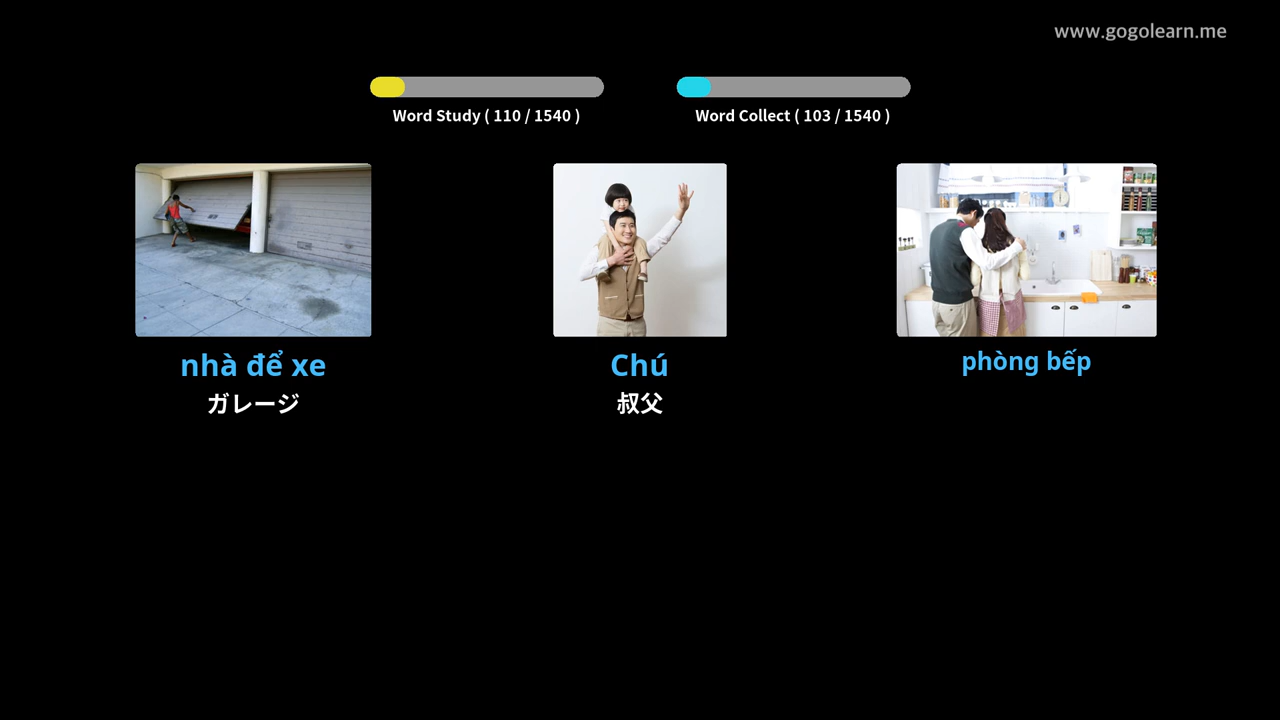 www.gogolearn.me
Word Study ( 110 / 1540 )
Word Collect ( 103 / 1540 )
nhà để xe
ガレージ
Chú
叔父
phòng bếp